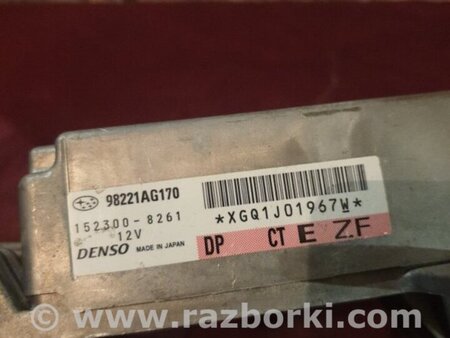 98221AG170
152300-8261
12V
DENSO MADE IN JAPAN
*XGQ1J01967W*
DP CT E Z.F
www.razborki.com